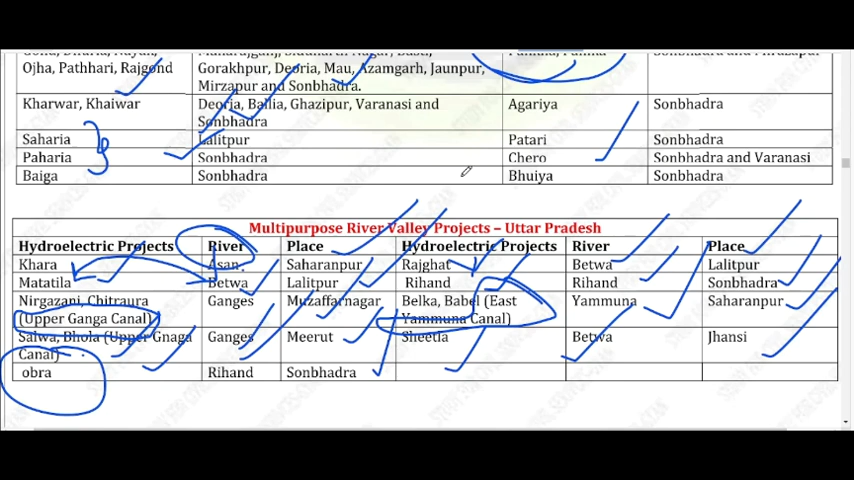 Ojha, Pathhari, Rajgond
Gorakhpur, Deoria, Mau, Azamgarh, Jaunpur,
Mirzapur and Sonbhadra.
Kharwar, Khaiwar
Deoria, Ballia, Ghazipur, Varanasi and
Sonbhadra
Agariya
Sonbhadra
Saharia
Lalitpur
Patari
Sonbhadra
Paharia
Sonbhadra
Chero
Sonbhadra and Varanasi
Baiga
Sonbhadra
Bhuiya
Sonbhadra
Multipurpose River Valley Projects – Uttar Pradesh
Hydroelectric Projects River Place Hydroelectric Projects River Place
Khara Asan Saharanpur Rajghat Betwa Lalitpur
Matatila Betwa Lalitpur Rihand Rihand Sonbhadra
Nirgazani, Chitraura Ganges Muzaffarnagar Belka, Babel (East Yammuna Saharanpur
(Upper Ganga Canal) Yammuna Canal)
Salwa, Bhola (Upper Gnaga Ganges Meerut Sheetla Betwa Jhansi
Canal)
obra Rihand Sonbhadra